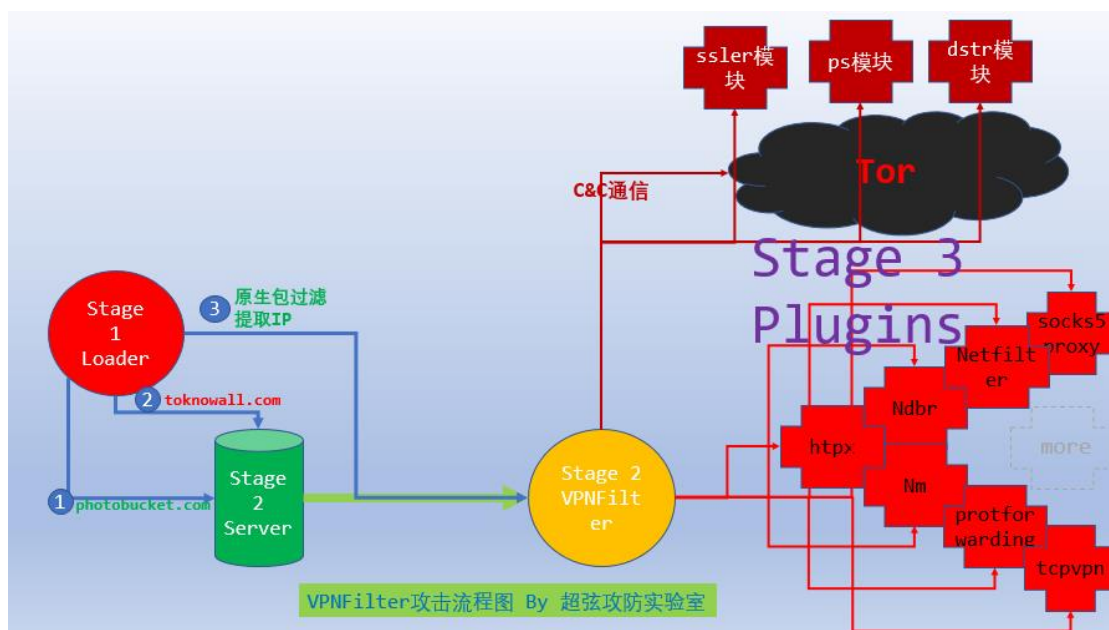 ssler模
块
ps模块
dstr模
块
Tor
C&C通信
Stage 3
Plugins
Stage
1
Loader
3
原生包过滤
提取IP
socks5
proxy
Netfilt
er
2
toknowall.com
Ndbr
htpx
more
Stage
2
Server
Stage 2
VPNFilt
er
Nm
1
photobucket.com
protfor
warding
tcpvpn
VPNFilter攻击流程图 By 超弦攻防实验室